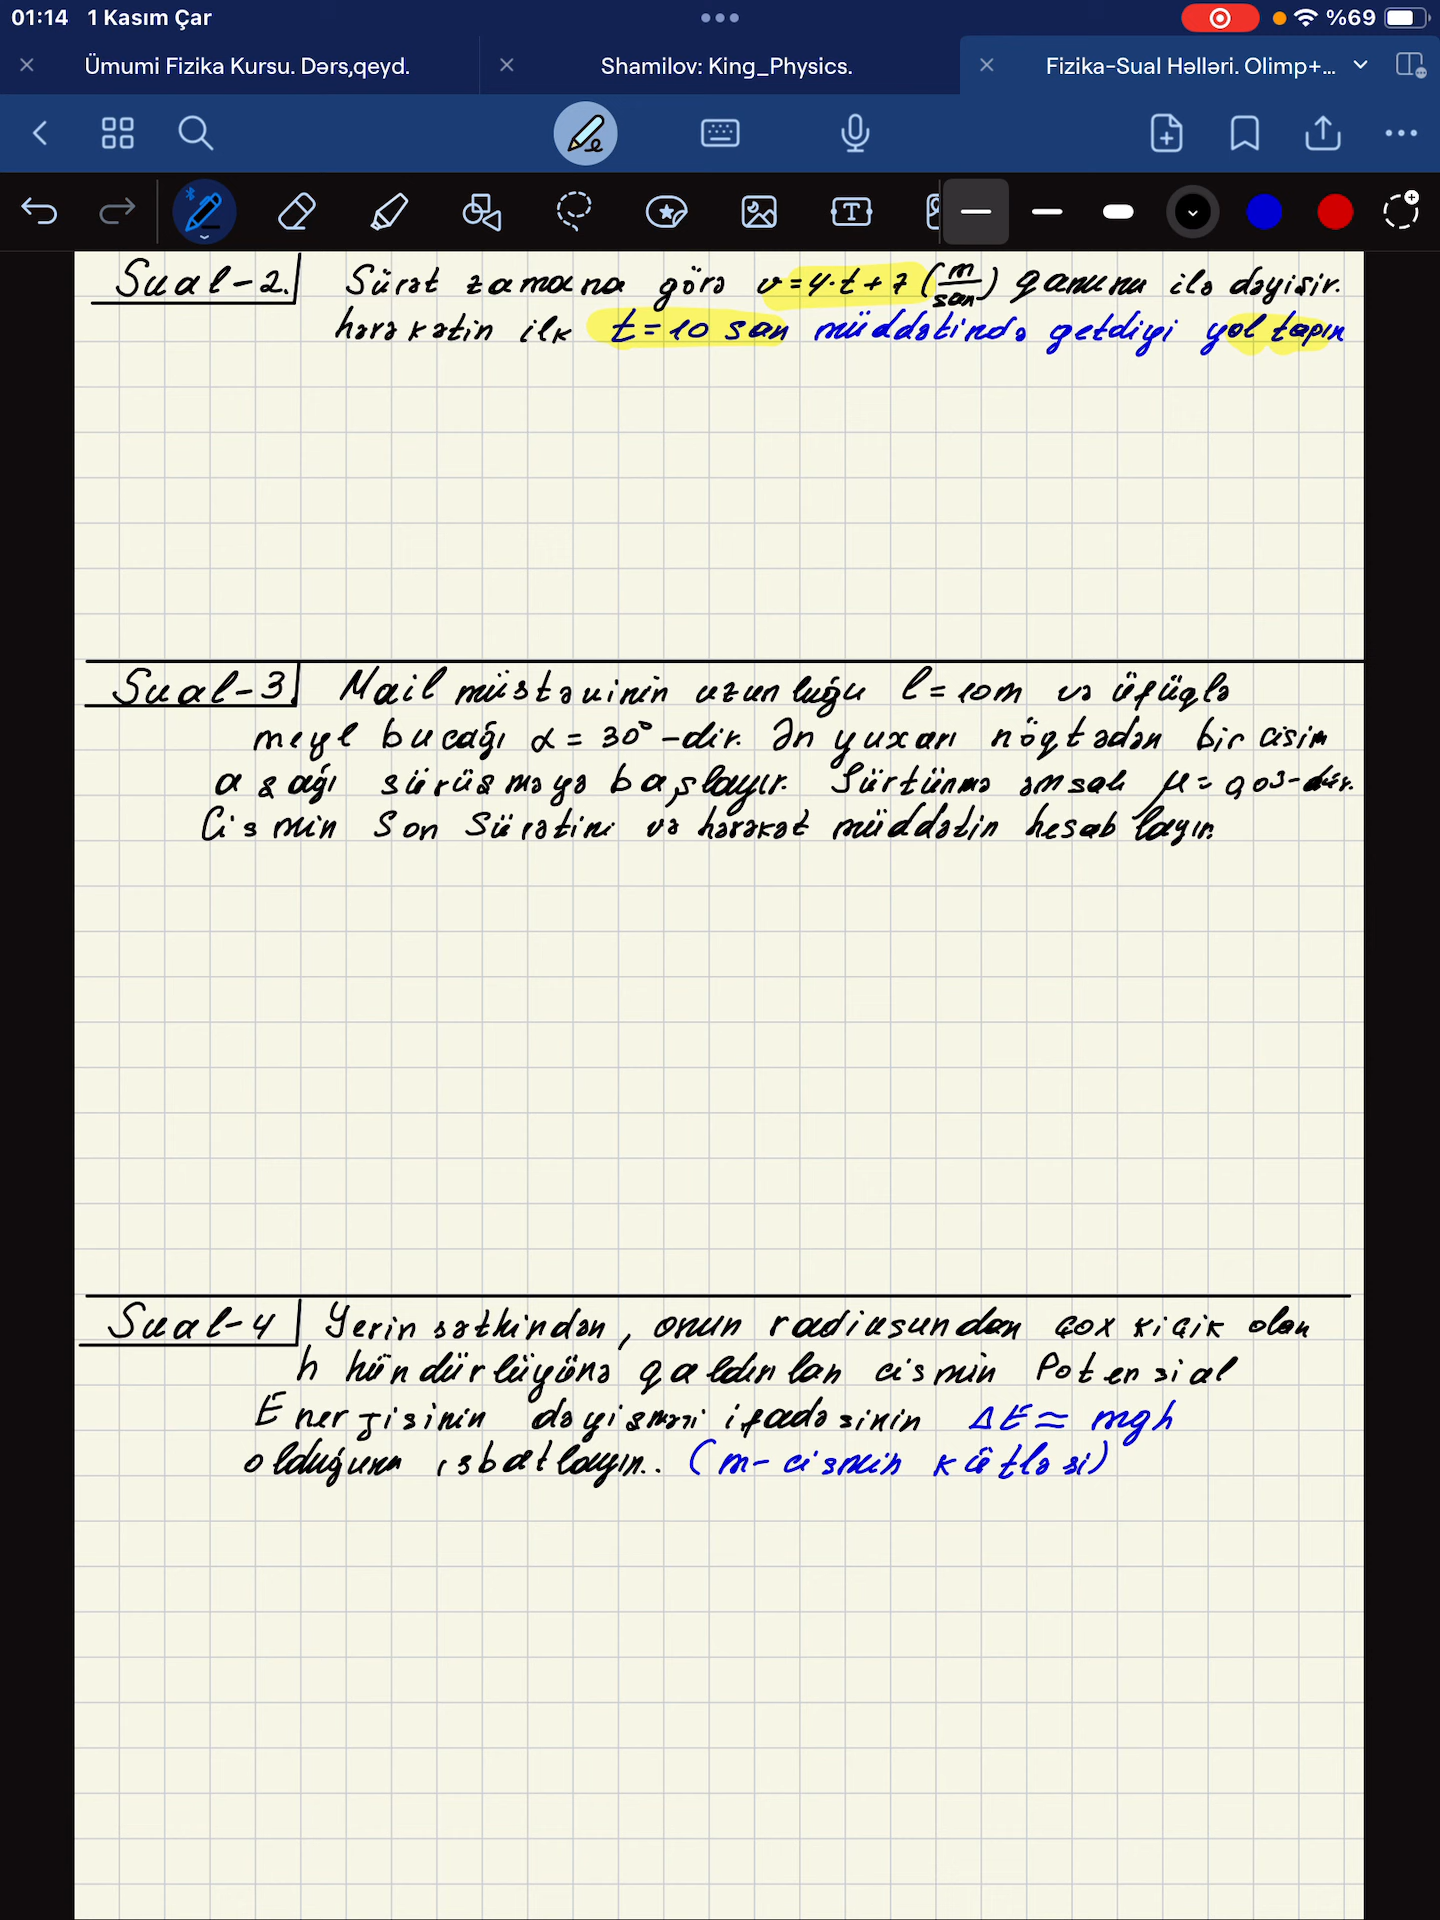 01:14 1 Kasım Çar
%69
Ümumi Fizika Kursu. Dərs,qeyd.
Shamilov: King_Physics.
Fizika-Sual Həlləri. Olimp+...
Sual-2. Sürət zamana görə v=4·t+7 (m/san) qanunu ilə dəyişir.
hərəkətin ilk t=10 san müddətində getdiyi yol tapın
Sual-3. Mail müstəvinin uzunluğu l=10m və üfüqlə
meyl bucağı α=30°-dir. Ən yuxarı nöqtədən bir cisim
aşağı sürüşməyə başlayır. Sürtünmə əmsalı μ=0,03-dür.
Cismin Son Sürətini və hərəkət müddətin hesablayın.
Sual-4 Yerin səthindən, onun radiusundan çox kiçik olan
h hündürlüyünə qaldırılan cismin Potensial
Enerjisinin dəyişməsi ifadəsinin ΔE≈mgh
olduğunu isbatlayın.. (m-cismin kütləsi)